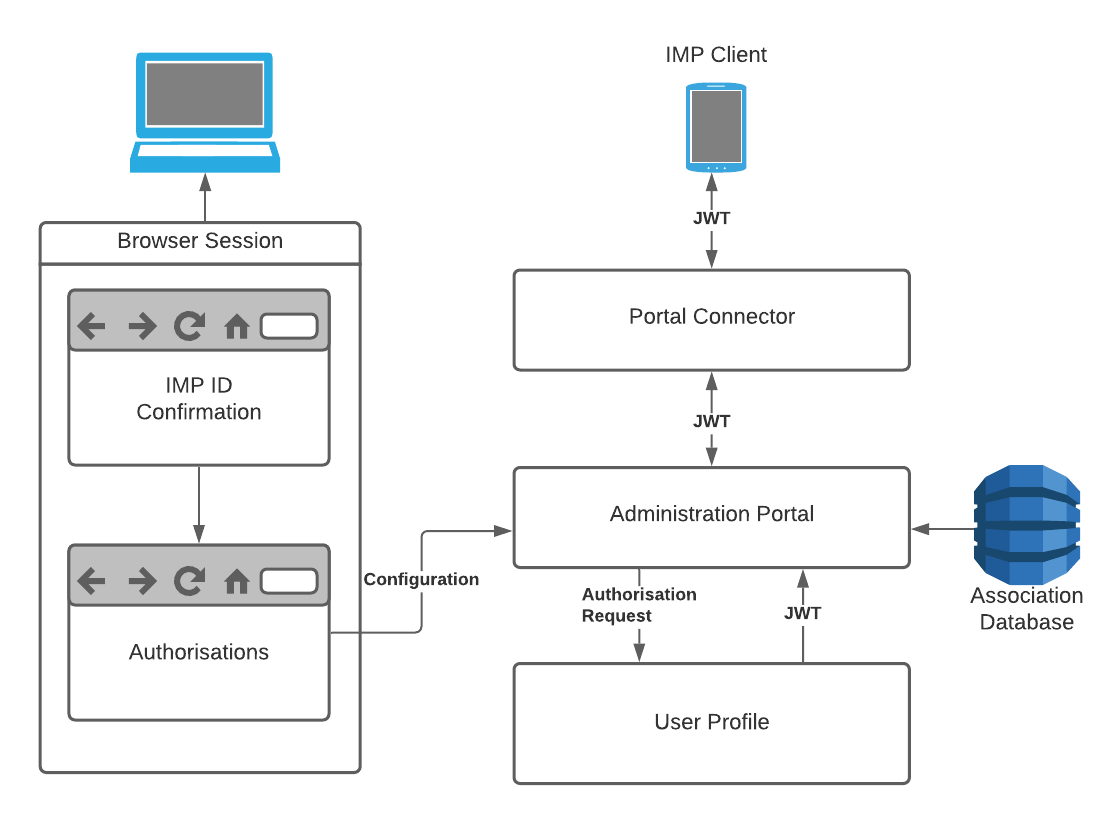 IMP Client
JWT
Browser Session
Portal Connector
IMP ID
Confirmation
JWT
Administration Portal
Configuration
Authorisation
Request
JWT
Association
Database
Authorisations
User Profile